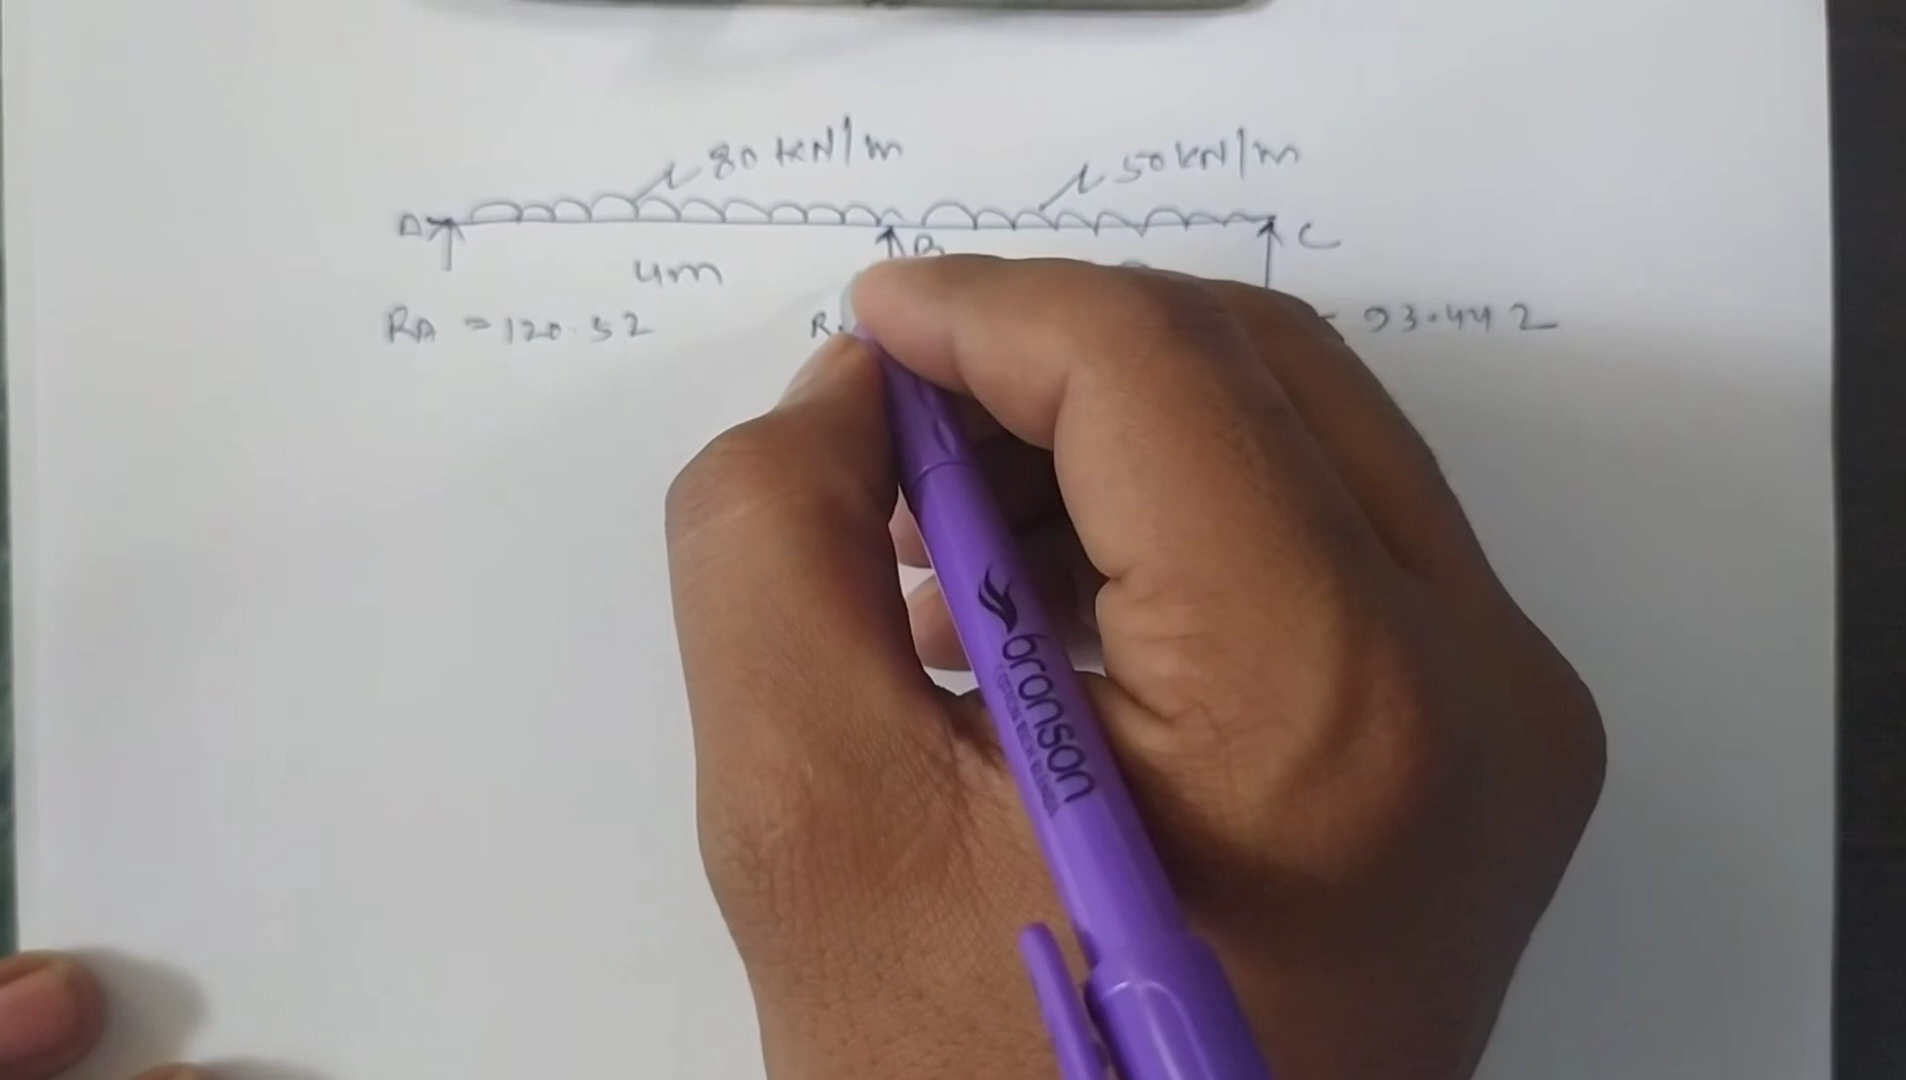 80 kN/m 50 kN/m
A B C
4m
RA = 120.52 R = 93.442
bronson